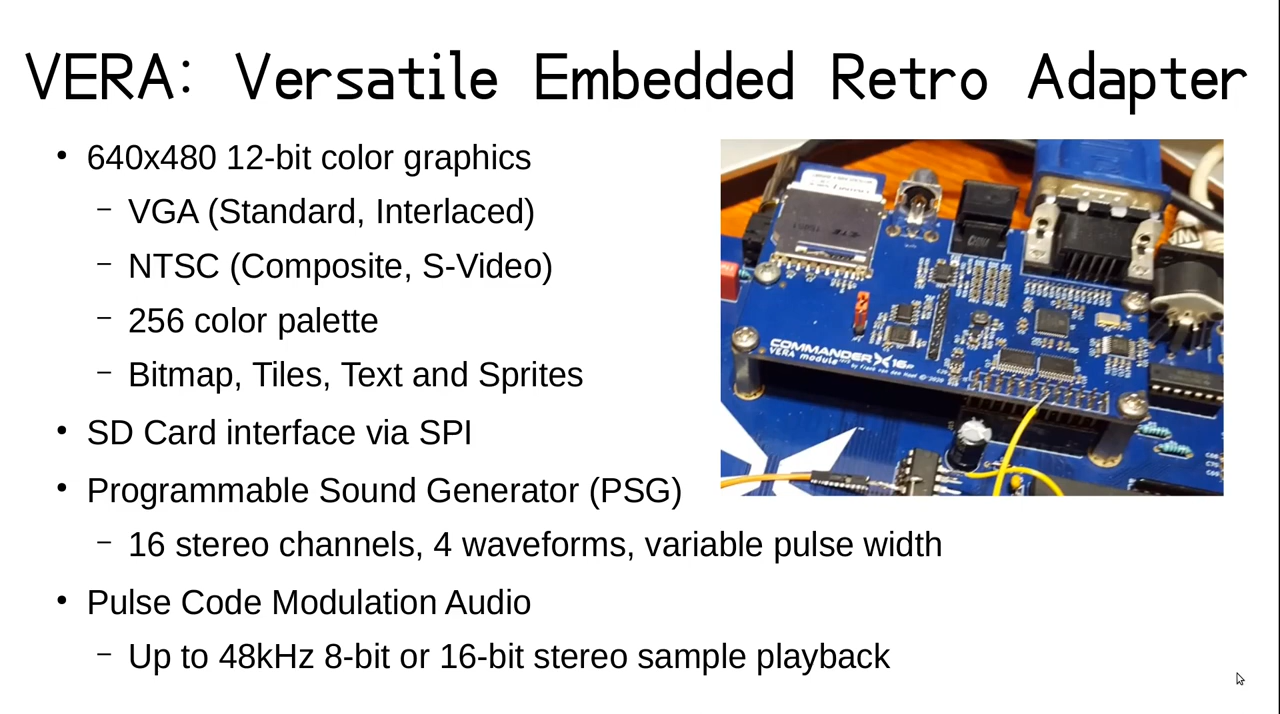 VERA: Versatile Embedded Retro Adapter
• 640x480 12-bit color graphics
– VGA (Standard, Interlaced)
– NTSC (Composite, S-Video)
– 256 color palette
– Bitmap, Tiles, Text and Sprites
• SD Card interface via SPI
• Programmable Sound Generator (PSG)
– 16 stereo channels, 4 waveforms, variable pulse width
• Pulse Code Modulation Audio
– Up to 48kHz 8-bit or 16-bit stereo sample playback
COMMANDER X16
VERA module